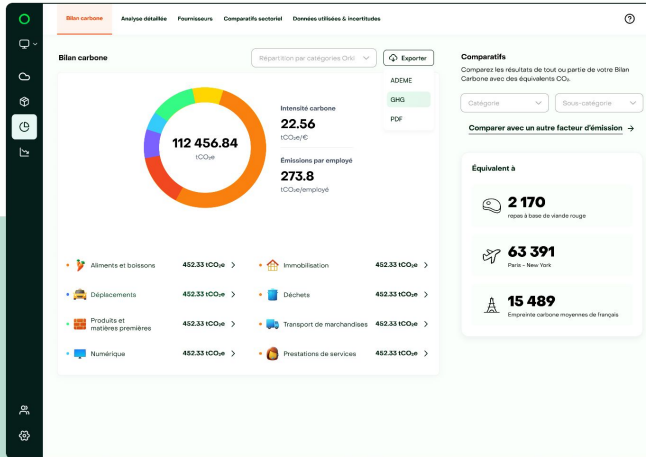 Bilan carbone
Analyse détaillée
Fournisseurs
Comparatifs sectoriel
Données utilisées & incertitudes
Bilan carbone
Répartition par catégories Orki
Exporter
ADEME
GHG
PDF
112 456.84
tCO₂e
Intensité carbone
22.56
tCO₂e/€
Émissions par employé
273.8
tCO₂e/employé
Aliments et boissons
452.33 tCO₂e
Immobilisation
452.33 tCO₂e
Déplacements
452.33 tCO₂e
Déchets
452.33 tCO₂e
Produits et
matières premières
452.33 tCO₂e
Transport de marchandises
452.33 tCO₂e
Numérique
452.33 tCO₂e
Prestations de services
452.33 tCO₂e
Comparatifs
Comparez les résultats de tout ou partie de votre Bilan
Carbone avec des équivalents CO₂.
Catégorie
Sous-catégorie
Comparer avec un autre facteur d'émission
Équivalent à
2 170
repas à base de viande rouge
63 391
Paris – New York
15 489
Empreinte carbone moyennes de français